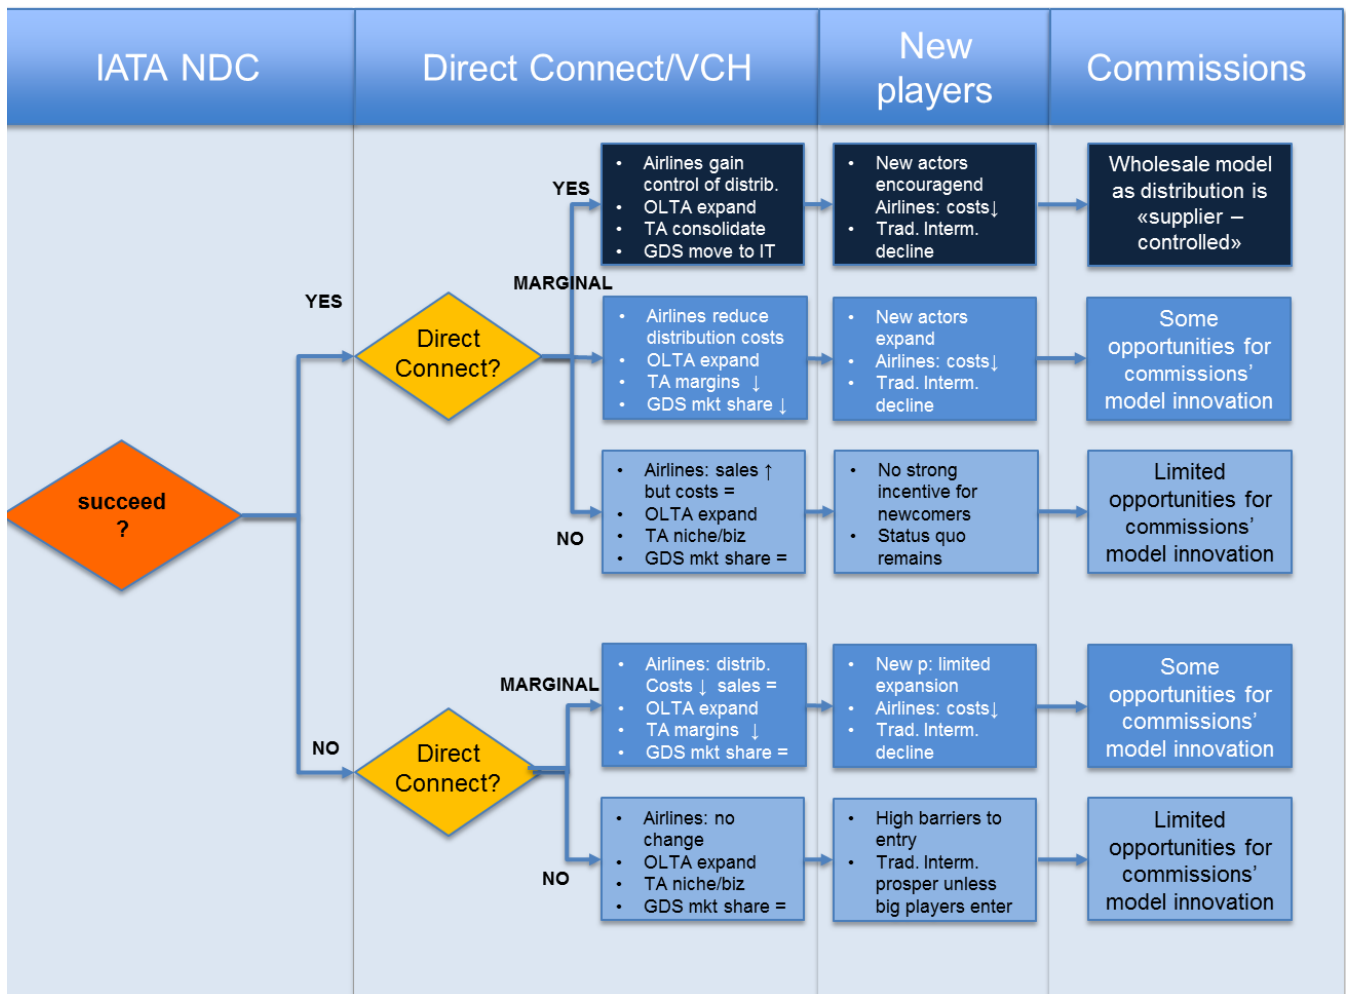 IATA NDC
Direct Connect/VCH
New
players
Commissions
YES
• Airlines gain
control of distrib.
• OLTA expand
• TA consolidate
• GDS move to IT
• New actors
encouragend
Airlines: costs↓
• Trad. Interm.
decline
Wholesale model
as distribution is
«supplier –
controlled»
MARGINAL
YES
Direct
Connect?
• Airlines reduce
distribution costs
• OLTA expand
• TA margins ↓
• GDS mkt share ↓
• New actors
expand
• Airlines: costs↓
• Trad. Interm.
decline
Some
opportunities for
commissions’
model innovation
succeed
?
NO
• Airlines: sales ↑
but costs =
• OLTA expand
• TA niche/biz
• GDS mkt share =
• No strong
incentive for
newcomers
• Status quo
remains
Limited
opportunities for
commissions’
model innovation
MARGINAL
NO
Direct
Connect?
• Airlines: distrib.
Costs ↓ sales =
• OLTA expand
• TA margins ↓
• GDS mkt share =
• New p: limited
expansion
• Airlines: costs↓
• Trad. Interm.
decline
Some
opportunities for
commissions’
model innovation
NO
• Airlines: no
change
• OLTA expand
• TA niche/biz
• GDS mkt share =
• High barriers to
entry
• Trad. Interm.
prosper unless
big players enter
Limited
opportunities for
commissions’
model innovation